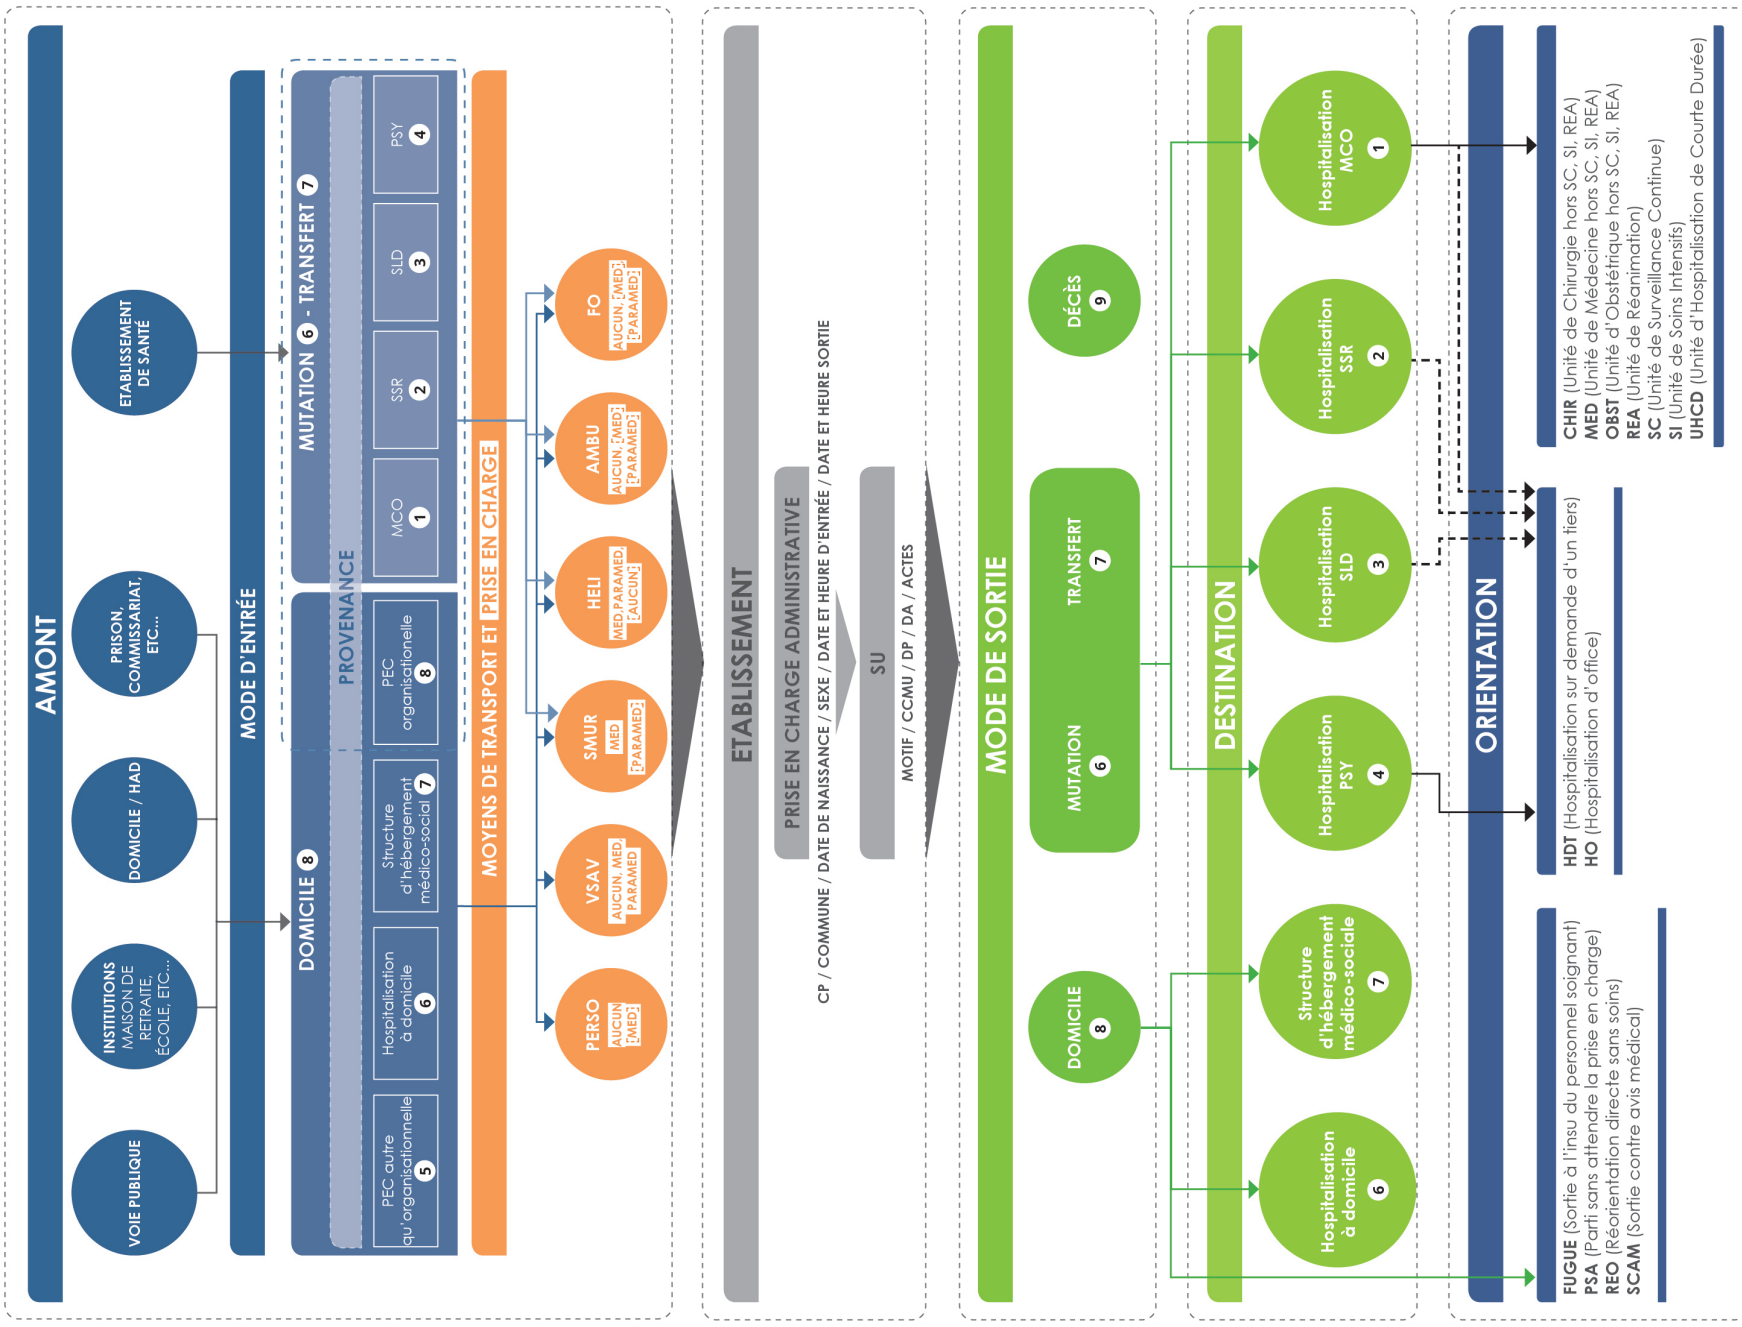 AMONT
VOIE PUBLIQUE
INSTITUTIONS
MAISON DE
RETRAITE,
ÉCOLE, ETC...
DOMICILE / HAD
PRISON,
COMMISSARIAT,
ETC...
ETABLISSEMENT
DE SANTÉ
MODE D'ENTRÉE
DOMICILE 8
MUTATION 6 - TRANSFERT 7
PROVENANCE
PEC autre
qu'organisationnelle
5
Hospitalisation
à domicile
6
Structure
d'hébergement
médico-social 7
PEC
organisationelle
8
MCO
1
SSR
2
SLD
3
PSY
4
MOYENS DE TRANSPORT ET PRISE EN CHARGE
PERSO
AUCUN
[MED]
VSAV
AUCUN, MED,
PARAMED
SMUR
MED
[PARAMED]
HELI
MED,PARAMED,
[AUCUN]
AMBU
AUCUN, [MED]
[PARAMED]
FO
AUCUN, [MED]
[PARAMED]
ETABLISSEMENT
PRISE EN CHARGE ADMINISTRATIVE
CP / COMMUNE / DATE DE NAISSANCE / SEXE / DATE ET HEURE D'ENTRÉE / DATE ET HEURE SORTIE
SU
MOTIF / CCMU / DP / DA / ACTES
MODE DE SORTIE
DOMICILE
8
MUTATION
6
TRANSFERT
7
DÉCÈS
9
DESTINATION
Hospitalisation
à domicile
6
Structure
d'hébergement
médico-sociale
7
Hospitalisation
PSY
4
Hospitalisation
SLD
3
Hospitalisation
SSR
2
Hospitalisation
MCO
1
ORIENTATION
FUGUE (Sortie à l'insu du personnel soignant)
PSA (Parti sans attendre la prise en charge)
REO (Réorientation directe sans soins)
SCAM (Sortie contre avis médical)
HDT (Hospitalisation sur demande d'un tiers)
HO (Hospitalisation d'office)
CHIR (Unité de Chirurgie hors SC, SI, REA)
MED (Unité de Médecine hors SC, SI, REA)
OBST (Unité d'Obstétrique hors SC, SI, REA)
REA (Unité de Réanimation)
SC (Unité de Surveillance Continue)
SI (Unité de Soins Intensifs)
UHCD (Unité d'Hospitalisation de Courte Durée)